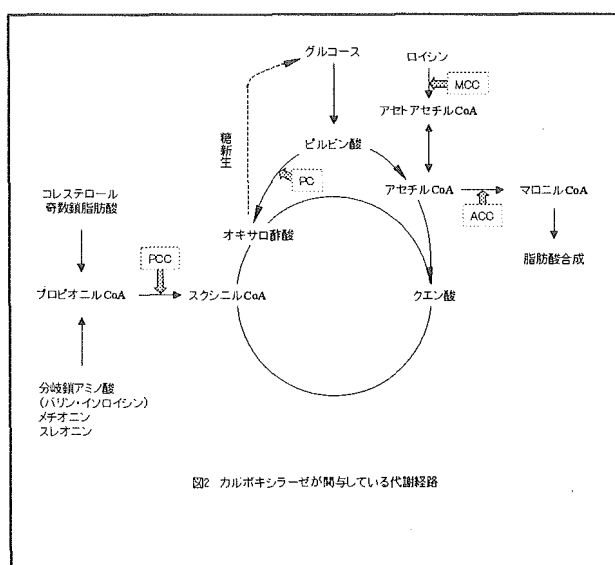 グルコース
ロイシン
MCC
アセトアセチルCoA
糖新生
ピルビン酸
PC
アセチルCoA
マロニルCoA
ACC
コレステロール
奇数鎖脂肪酸
オキサロ酢酸
脂肪酸合成
PCC
プロピオニルCoA
スクシニルCoA
クエン酸
分岐鎖アミノ酸
(バリン・イソロイシン)
メチオニン
スレオニン
図2 カルボキシラーゼが関与している代謝経路